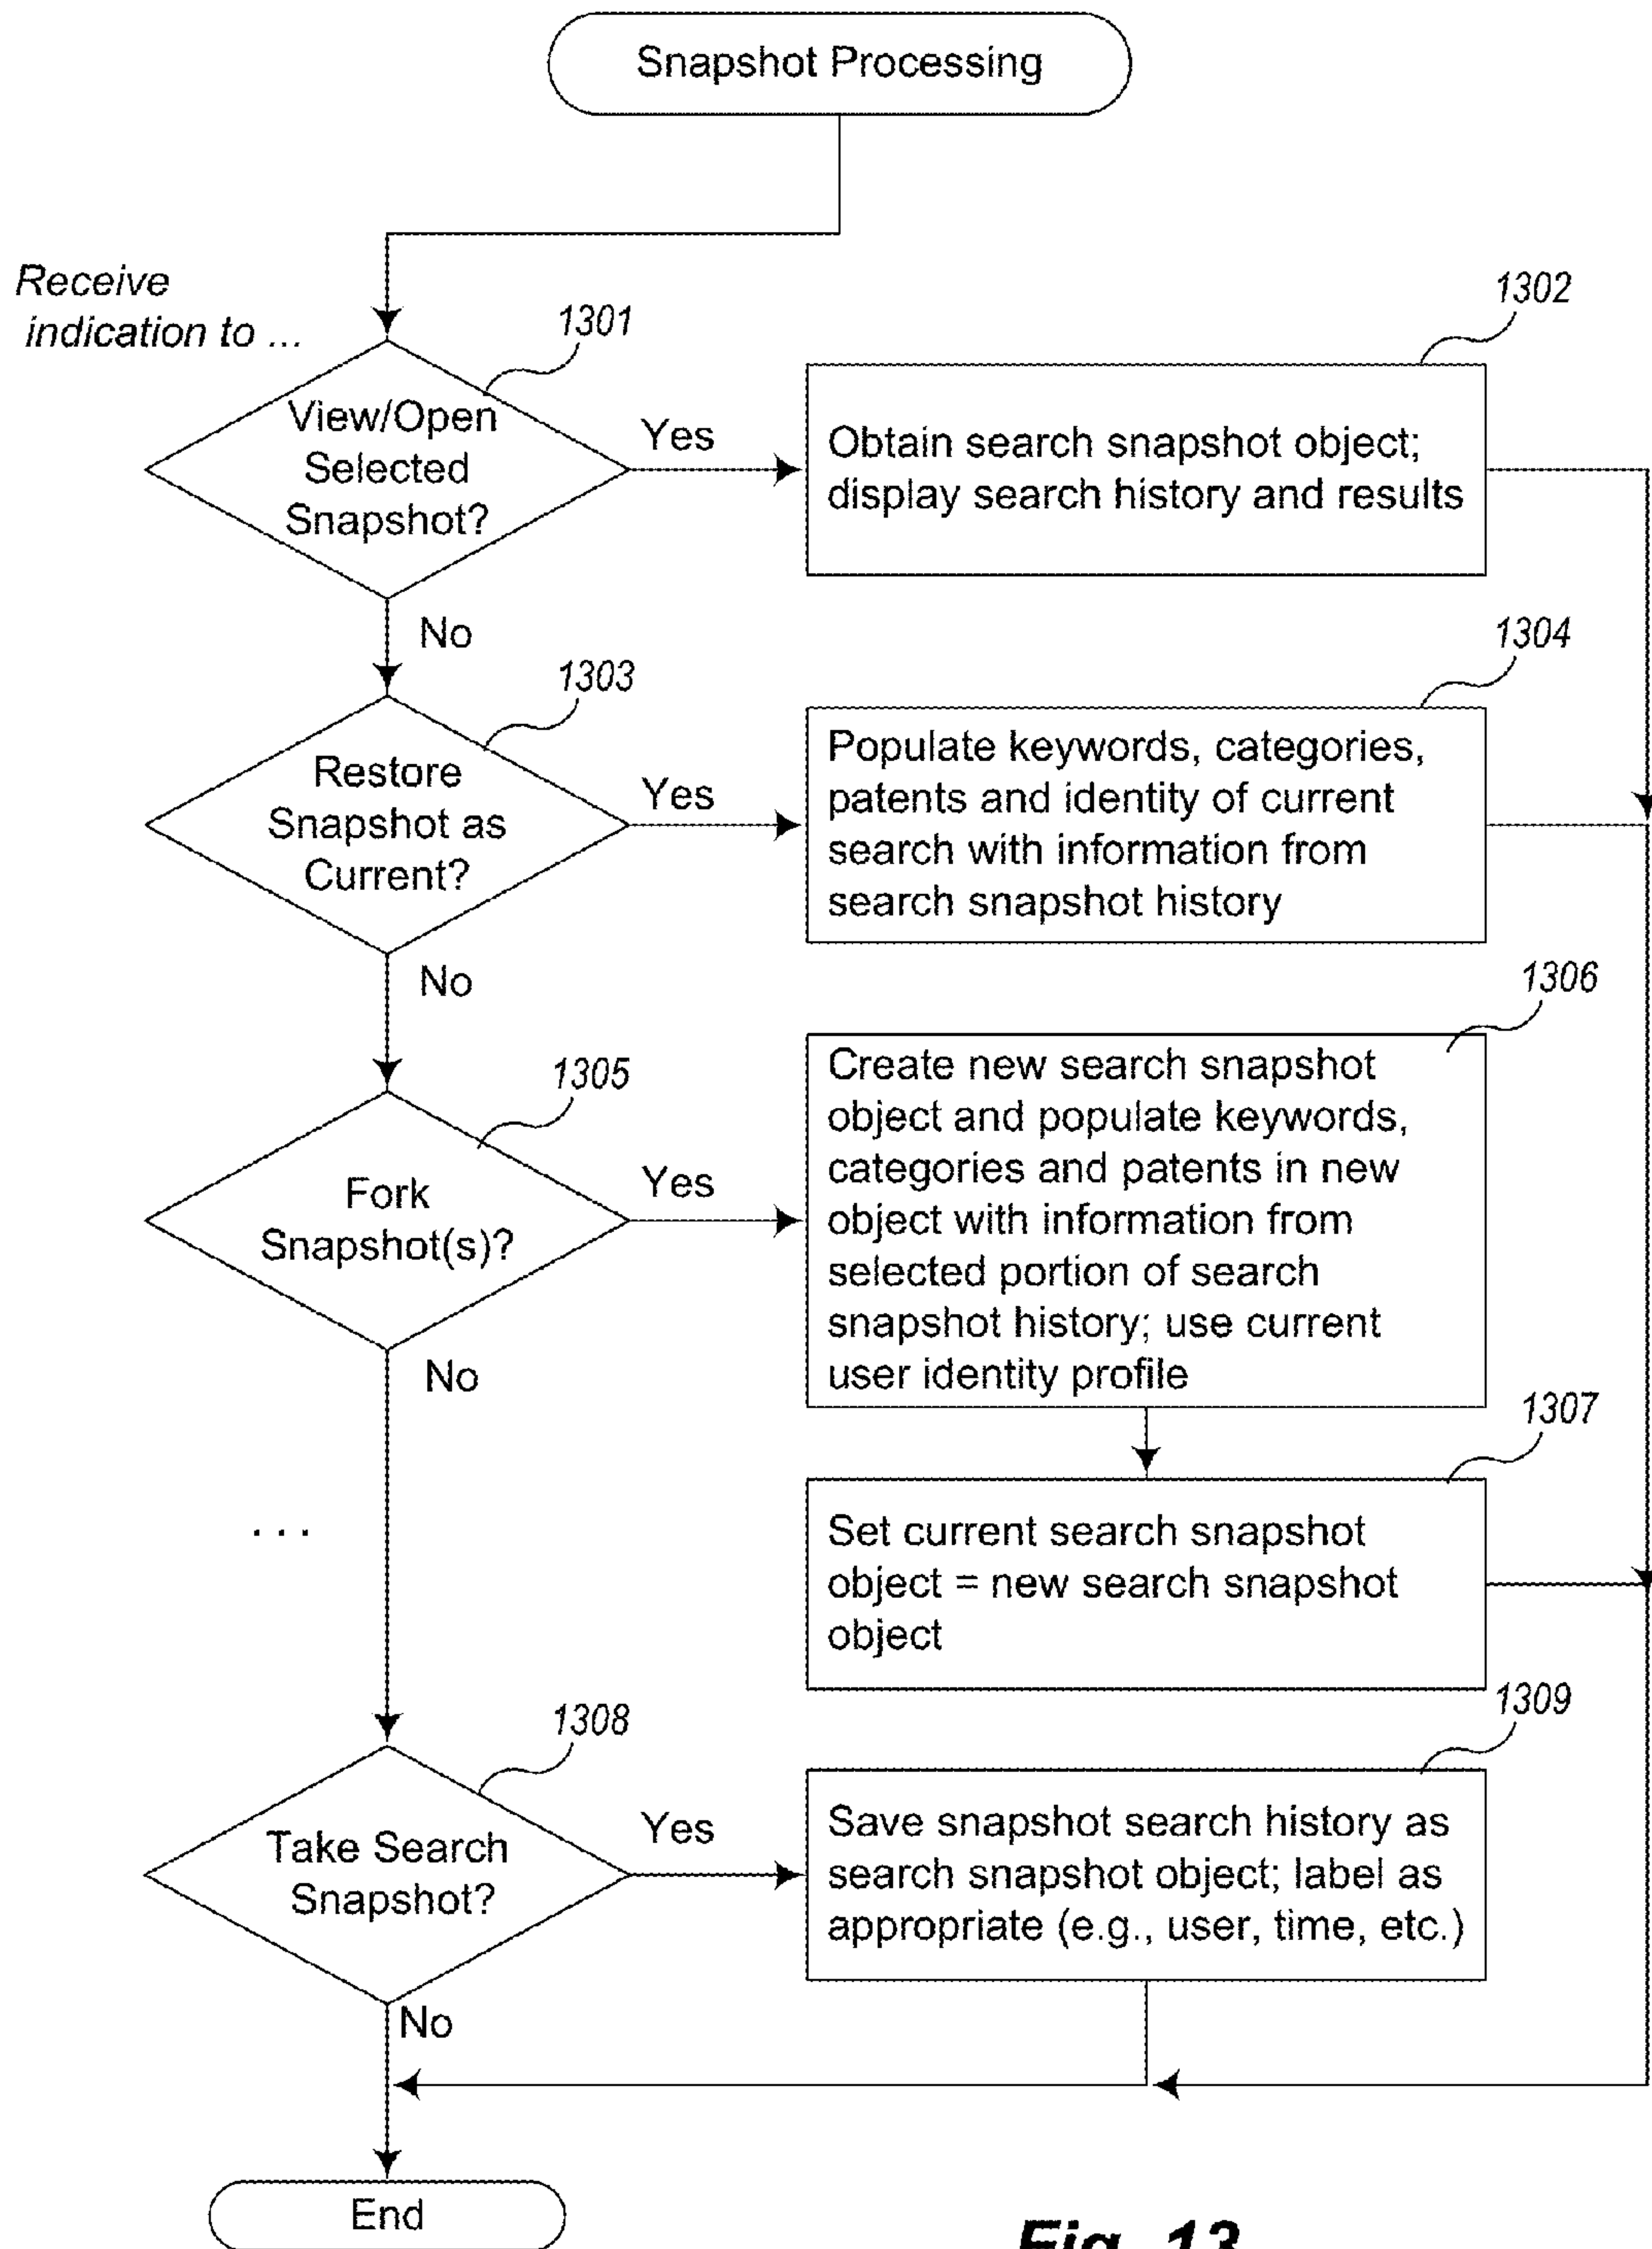 Snapshot Processing
Receive
indication to ...
1301
View/Open
Selected
Snapshot?
Yes
1302
Obtain search snapshot object;
display search history and results
No
1303
Restore
Snapshot as
Current?
Yes
1304
Populate keywords, categories,
patents and identity of current
search with information from
search snapshot history
No
1305
Fork
Snapshot(s)?
Yes
1306
Create new search snapshot
object and populate keywords,
categories and patents in new
object with information from
selected portion of search
snapshot history; use current
user identity profile
No
1307
Set current search snapshot
object = new search snapshot
object
. . .
1308
Take Search
Snapshot?
Yes
1309
Save snapshot search history as
search snapshot object; label as
appropriate (e.g., user, time, etc.)
No
End
Fig. 13